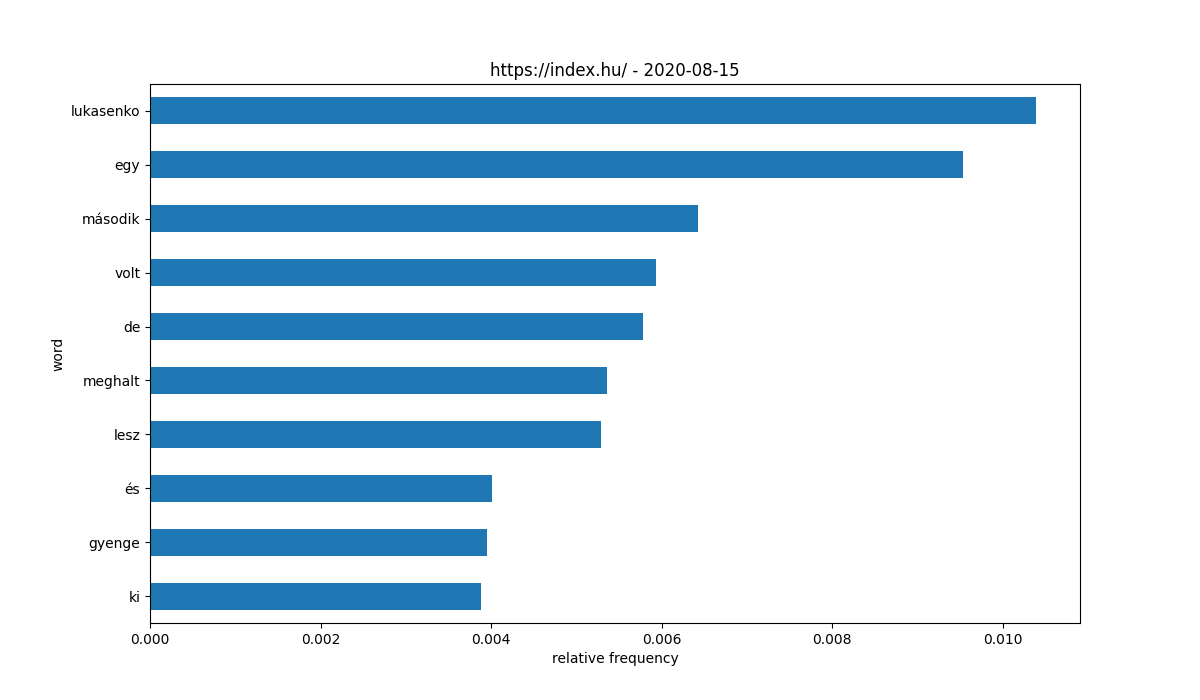 https://index.hu/ - 2020-08-15
lukasenko
egy
második
volt
de
meghalt
lesz
és
gyenge
ki
word
0.000 0.002 0.004 0.006 0.008 0.010
relative frequency